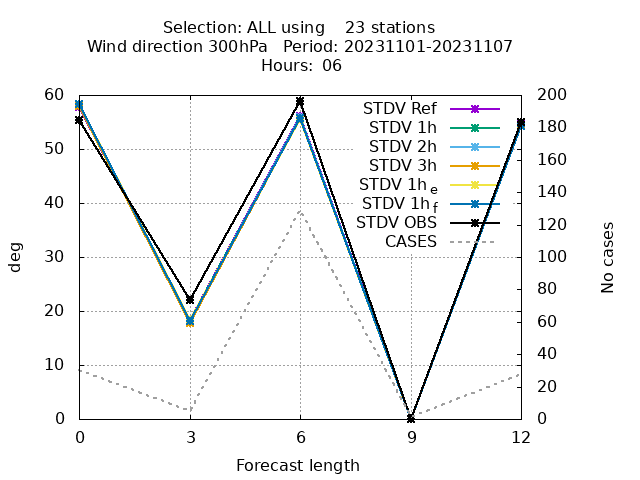 Selection: ALL using    23 stations
Wind direction 300hPa   Period: 20231101-20231107
Hours: 06
STDV Ref
STDV 1h
STDV 2h
STDV 3h
STDV 1h e
STDV 1h f
STDV OBS
CASES
60
50
40
30
20
10
0
200
180
160
140
120
100
80
60
40
20
0
deg
No cases
0 3 6 9 12
Forecast length